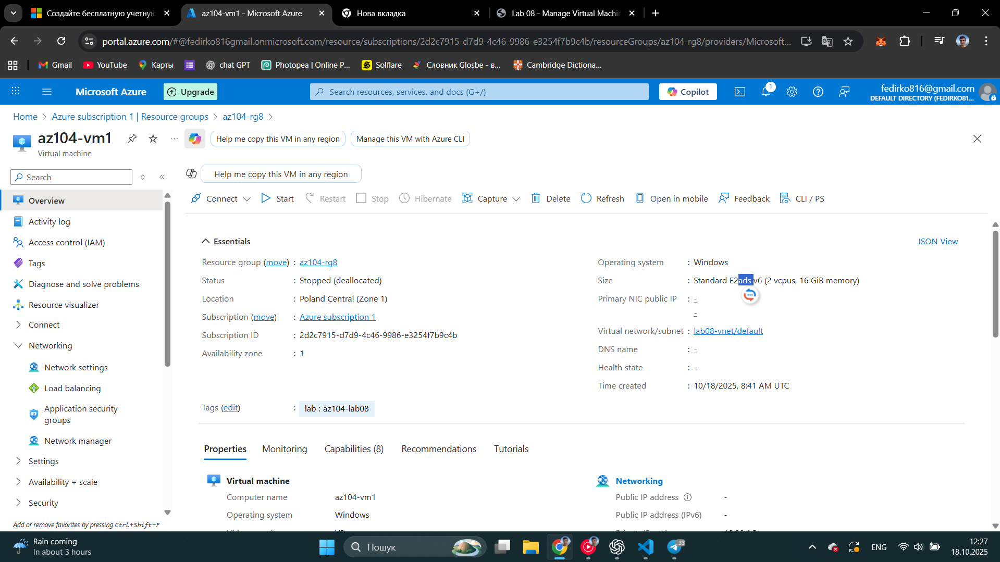 Создайте бесплатную учетную
az104-vm1 - Microsoft Azure
Нова вкладка
Lab 08 - Manage Virtual Machin
portal.azure.com/#@fedirko816gmail.onmicrosoft.com/resource/subscriptions/2d2c7915-d7d9-4c46-9986-e3254f7b9c4b/resourceGroups/az104-rg8/providers/Microsoft...
Gmail
YouTube
Карты
chat GPT
Photopea | Online P...
Solflare
Словник Glosbe - в...
Cambridge Dictiona...
Microsoft Azure
Upgrade
Search resources, services, and docs (G+/)
Copilot
1
fedirko816@gmail.com
DEFAULT DIRECTORY (FEDIRKO81...
Home > Azure subscription 1 | Resource groups > az104-rg8 >
az104-vm1
Virtual machine
Help me copy this VM in any region
Manage this VM with Azure CLI
Search
Help me copy this VM in any region
Connect
Start
Restart
Stop
Hibernate
Capture
Delete
Refresh
Open in mobile
Feedback
CLI / PS
Overview
Activity log
Access control (IAM)
Tags
Diagnose and solve problems
Resource visualizer
Connect
Networking
Network settings
Load balancing
Application security
groups
Network manager
Settings
Availability + scale
Security
Add or remove favorites by pressing Ctrl+Shift+F
Essentials
JSON View
Resource group (move) : az104-rg8
Status : Stopped (deallocated)
Location : Poland Central (Zone 1)
Subscription (move) : Azure subscription 1
Subscription ID : 2d2c7915-d7d9-4c46-9986-e3254f7b9c4b
Availability zone : 1
Operating system : Windows
Size : Standard E2ads v6 (2 vcpus, 16 GiB memory)
Primary NIC public IP : -
-
Virtual network/subnet : lab08-vnet/default
DNS name : -
Health state : -
Time created : 10/18/2025, 8:41 AM UTC
Tags (edit) : lab : az104-lab08
Properties
Monitoring
Capabilities (8)
Recommendations
Tutorials
Virtual machine
Computer name az104-vm1
Operating system Windows
Networking
Public IP address -
Public IP address (IPv6) -
Rain coming
In about 3 hours
Пошук
33
ENG
12:27
18.10.2025